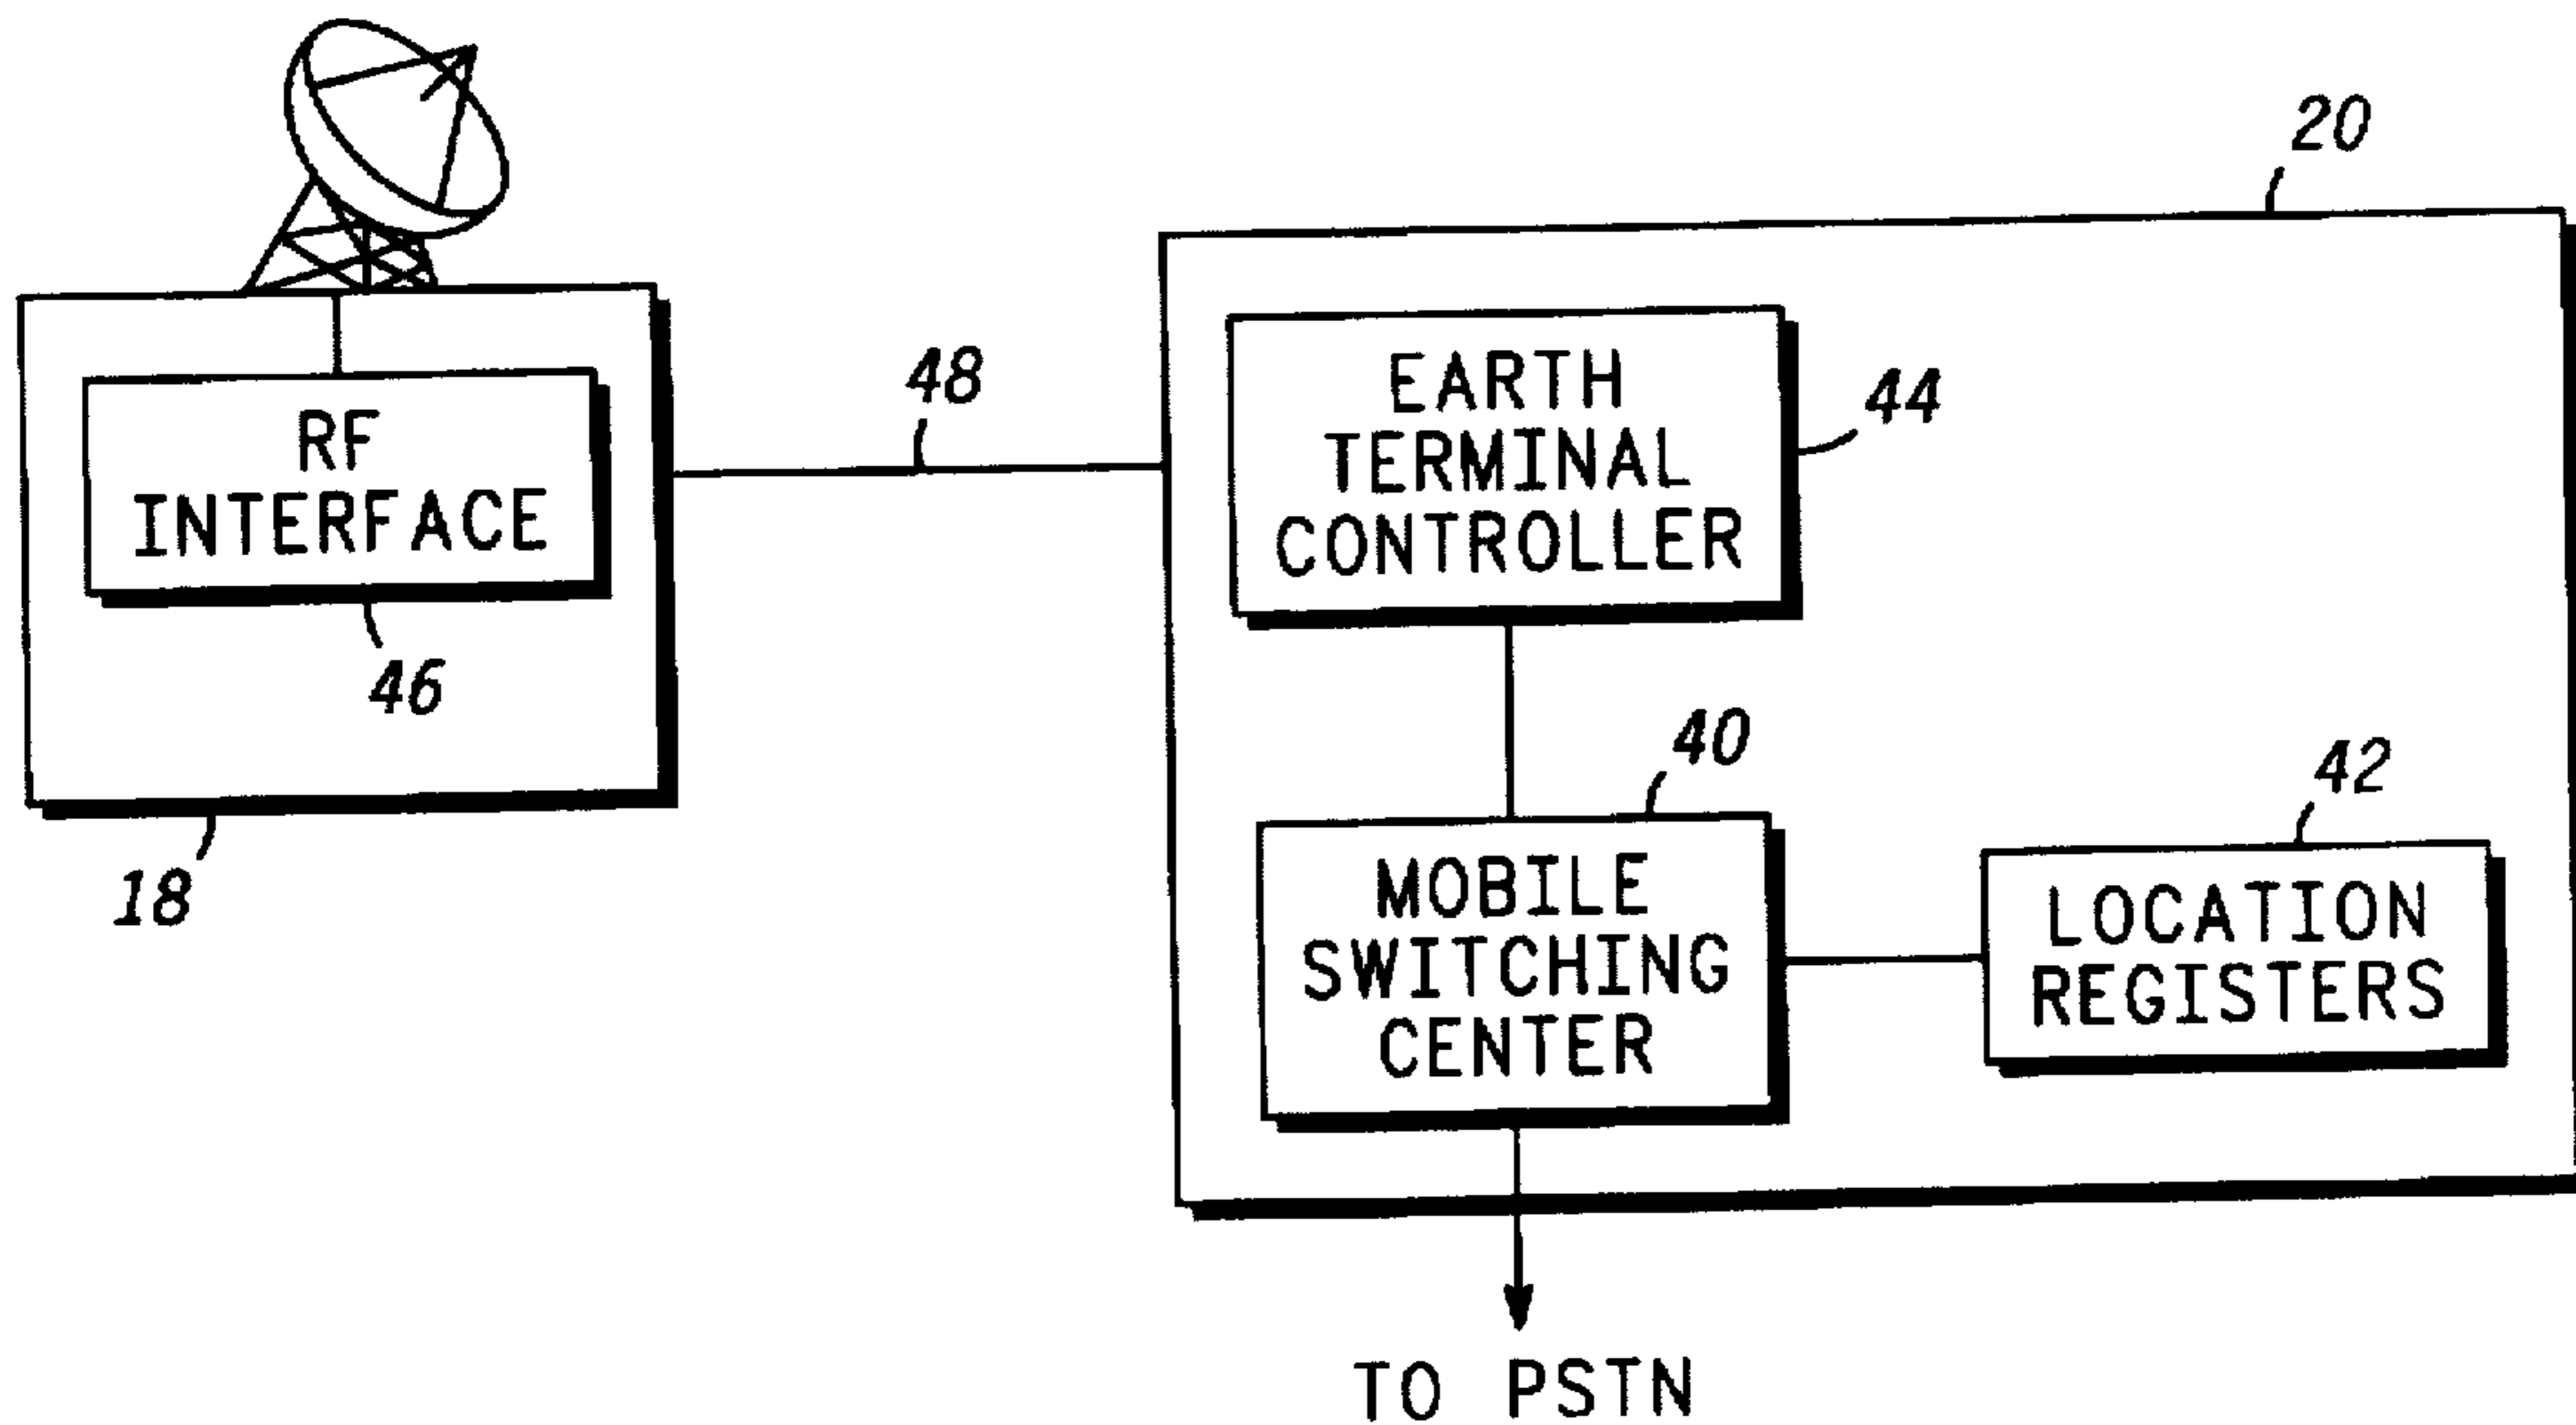 20
48
EARTH
TERMINAL
CONTROLLER
44
RF
INTERFACE
46
18
40
MOBILE
SWITCHING
CENTER
42
LOCATION
REGISTERS
TO PSTN